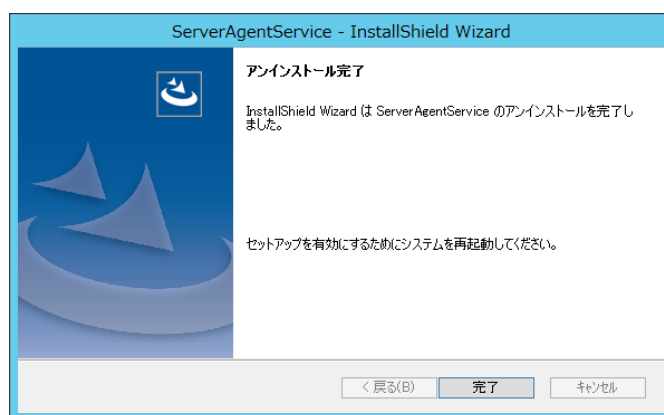 ServerAgentService - InstallShield Wizard
アンインストール完了
InstallShield Wizard は ServerAgentService のアンインストールを完了し
ました。
セットアップを有効にするためにシステムを再起動してください。
< 戻る(B)
完了
キャンセル